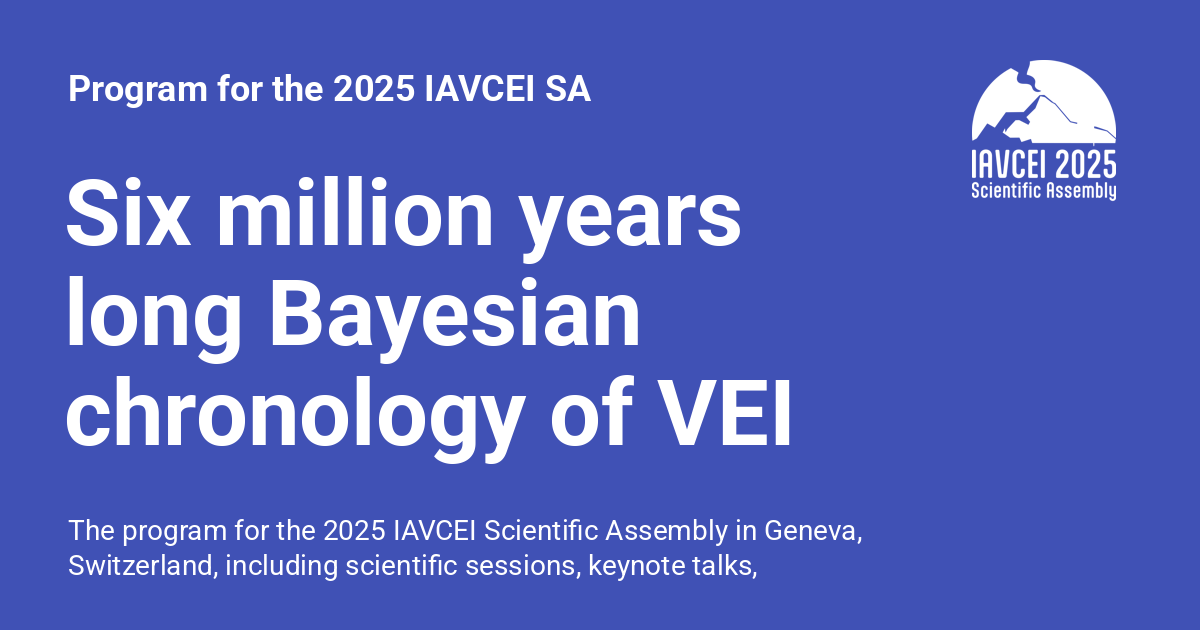 Program for the 2025 IAVCEI SA
IAVCEI 2025
Scientific Assembly
Six million years
long Bayesian
chronology of VEI
The program for the 2025 IAVCEI Scientific Assembly in Geneva,
Switzerland, including scientific sessions, keynote talks,